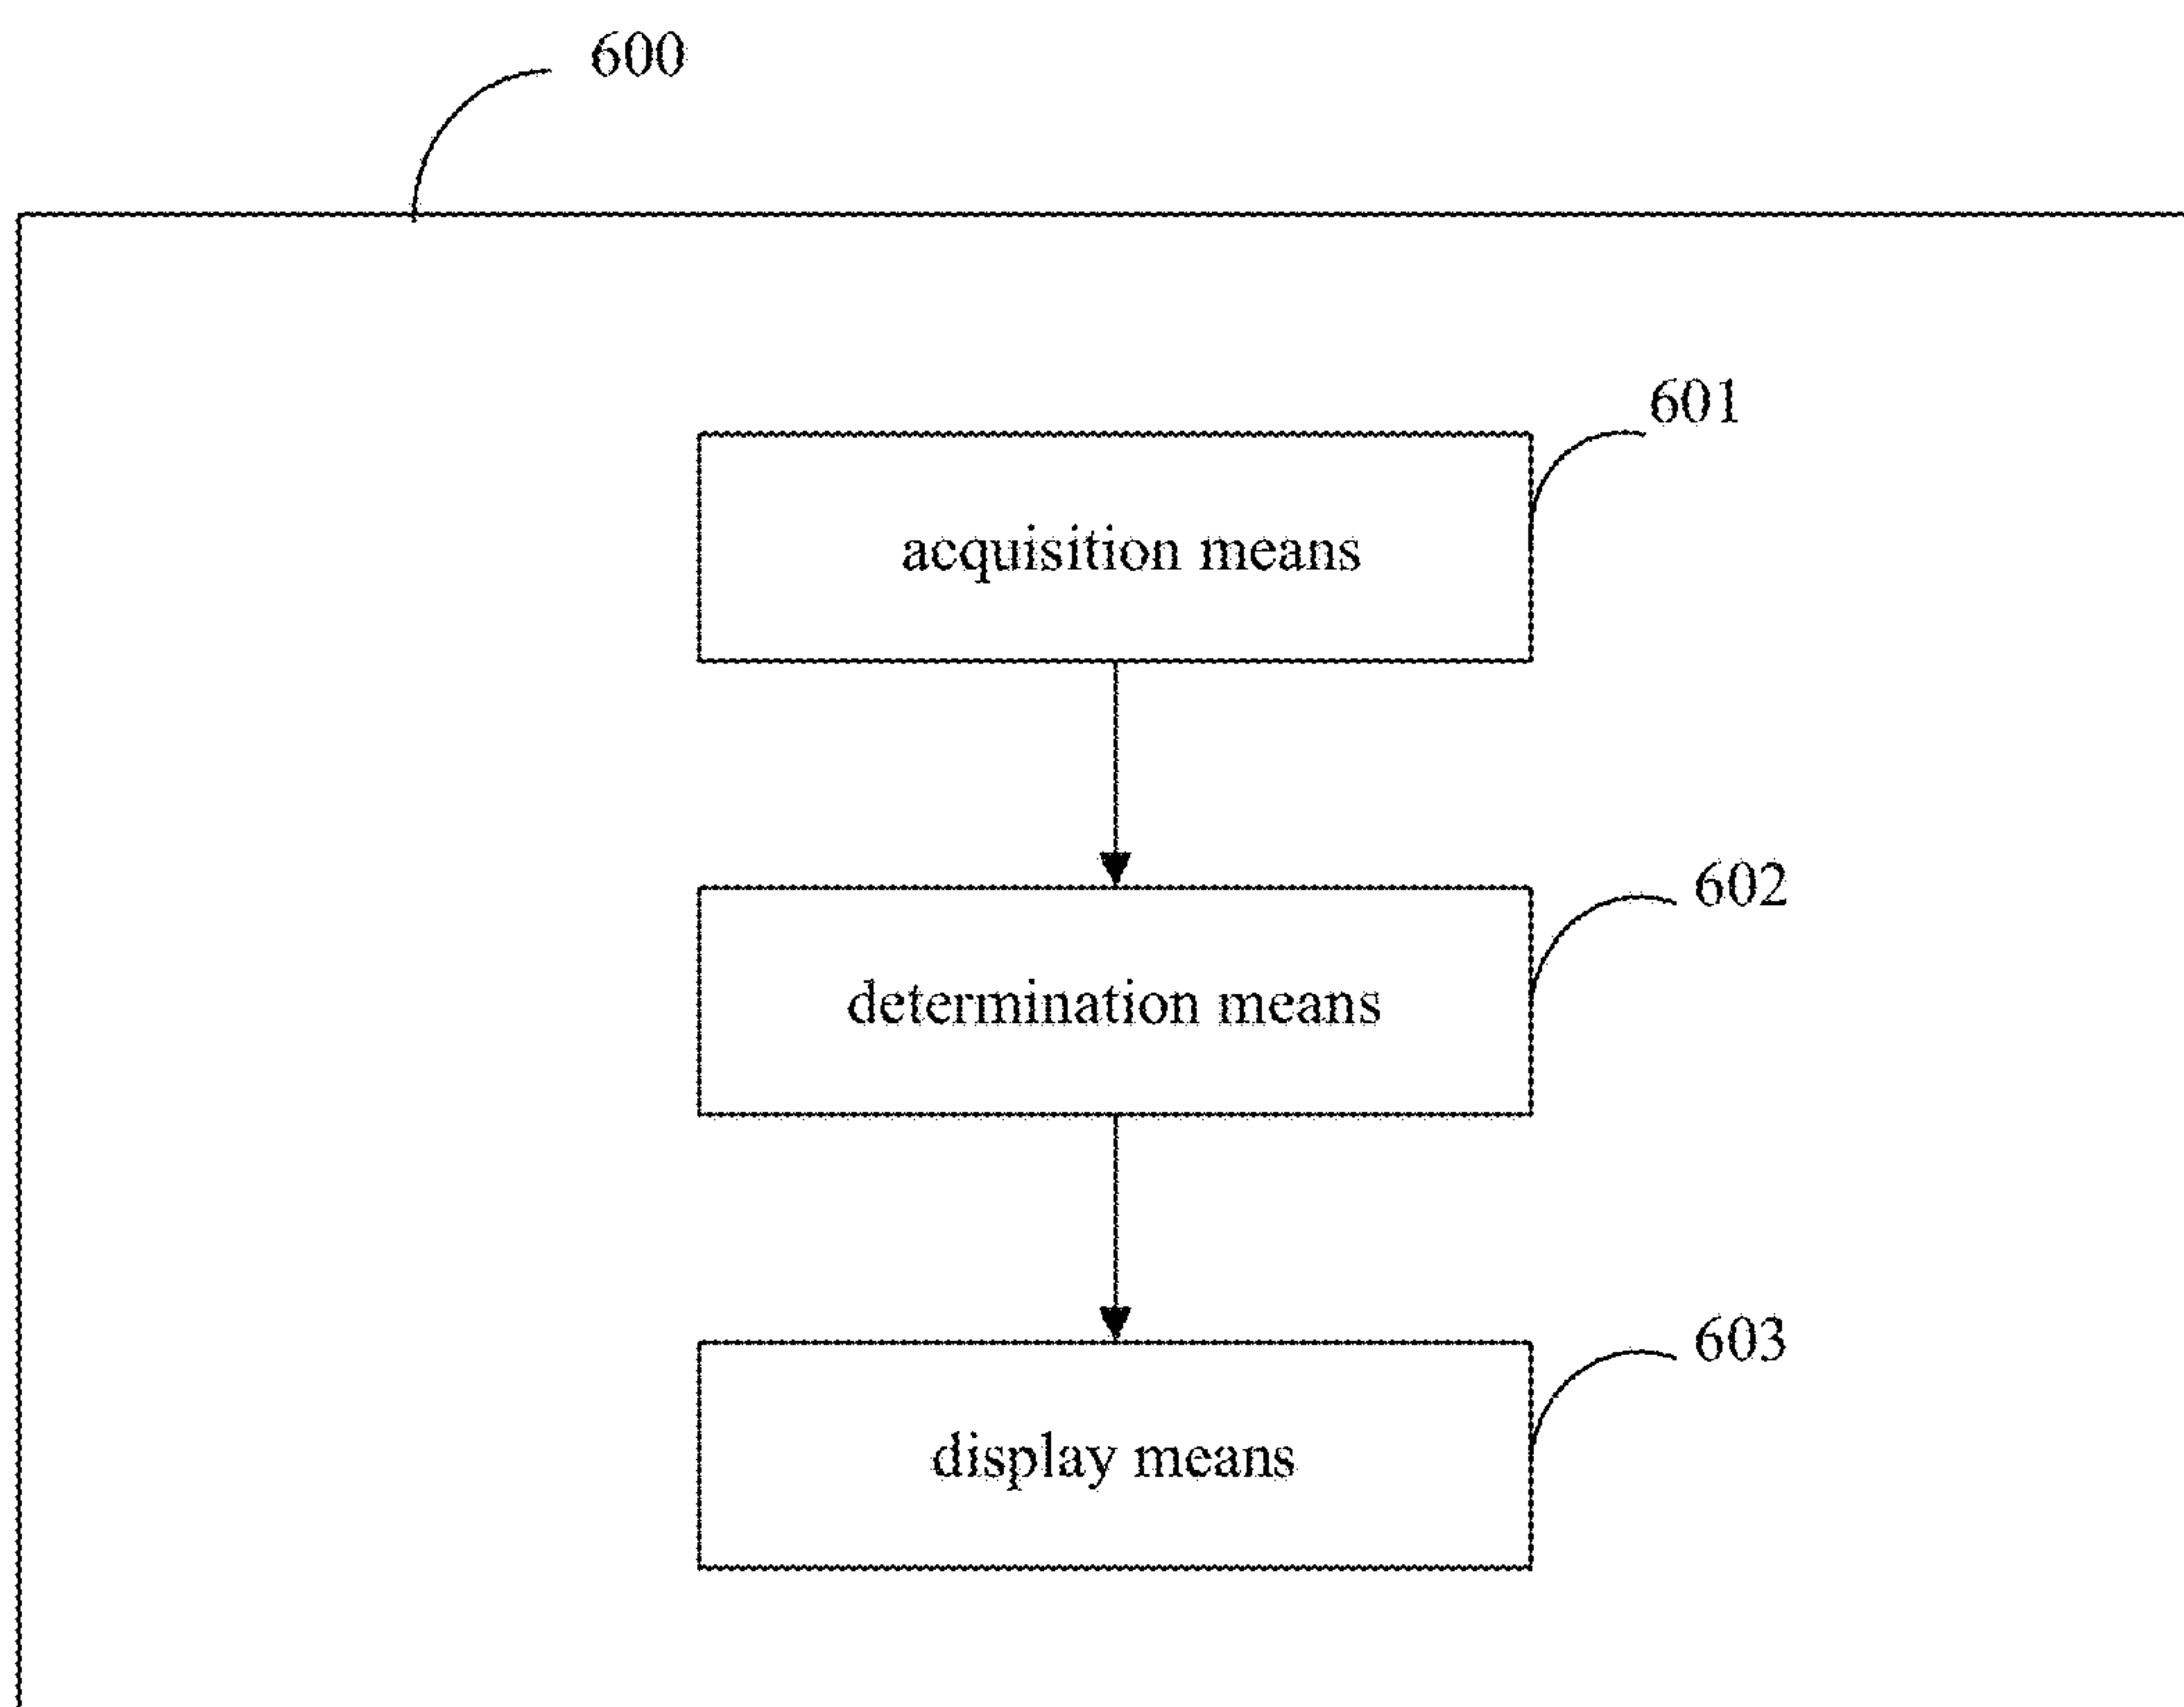 600
601
acquisition means
602
determination means
603
display means